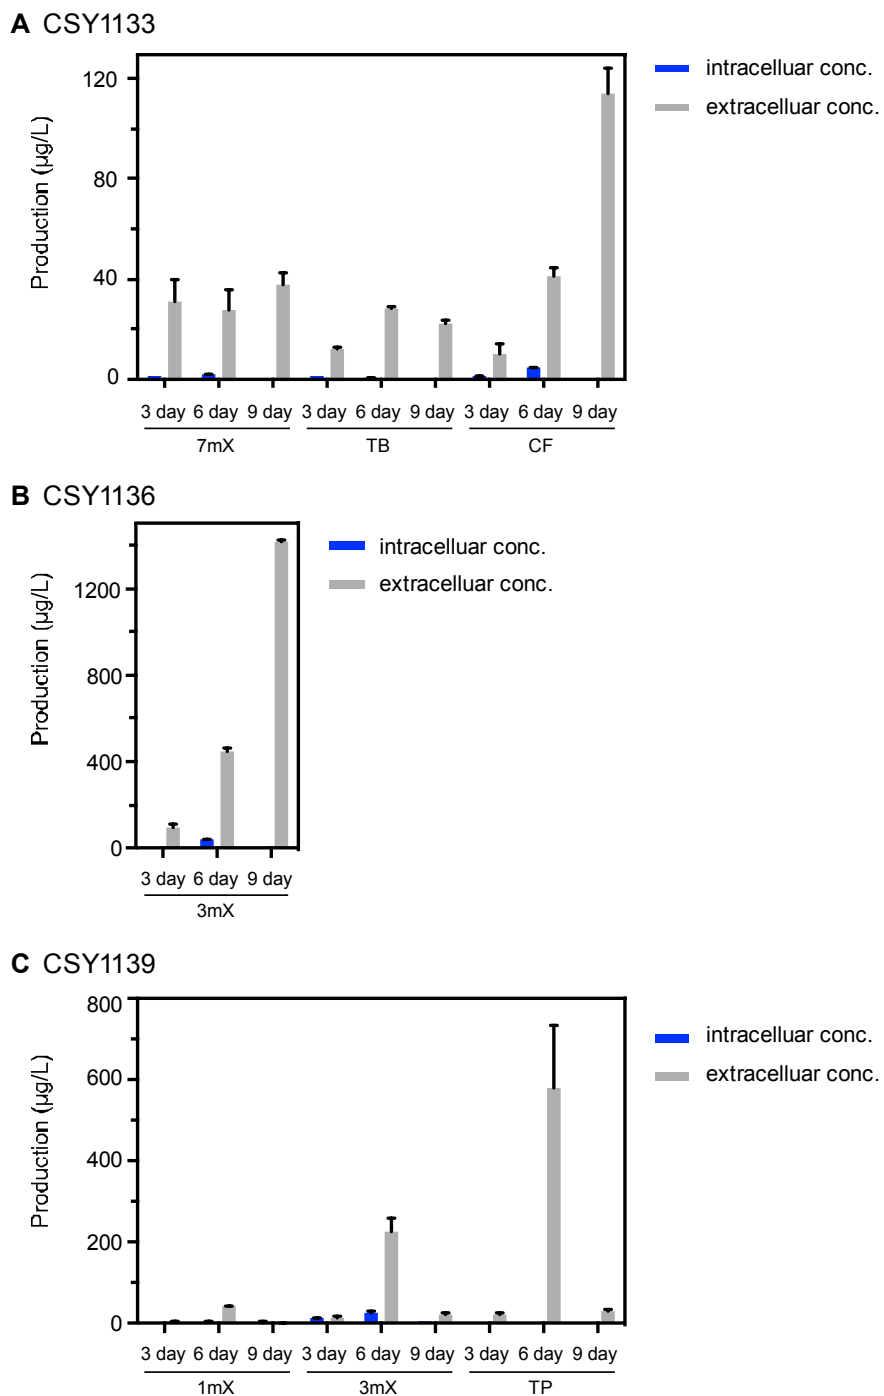 A CSY1133
Production (µg/L)
120
80
40
0
intracelluar conc.
extracelluar conc.
3 day 6 day 9 day 3 day 6 day 9 day 3 day 6 day 9 day
7mX TB CF
B CSY1136
Production (µg/L)
1200
800
400
0
intracelluar conc.
extracelluar conc.
3 day 6 day 9 day
3mX
C CSY1139
Production (µg/L)
800
600
400
200
0
intracelluar conc.
extracelluar conc.
3 day 6 day 9 day 3 day 6 day 9 day 3 day 6 day 9 day
1mX 3mX TP